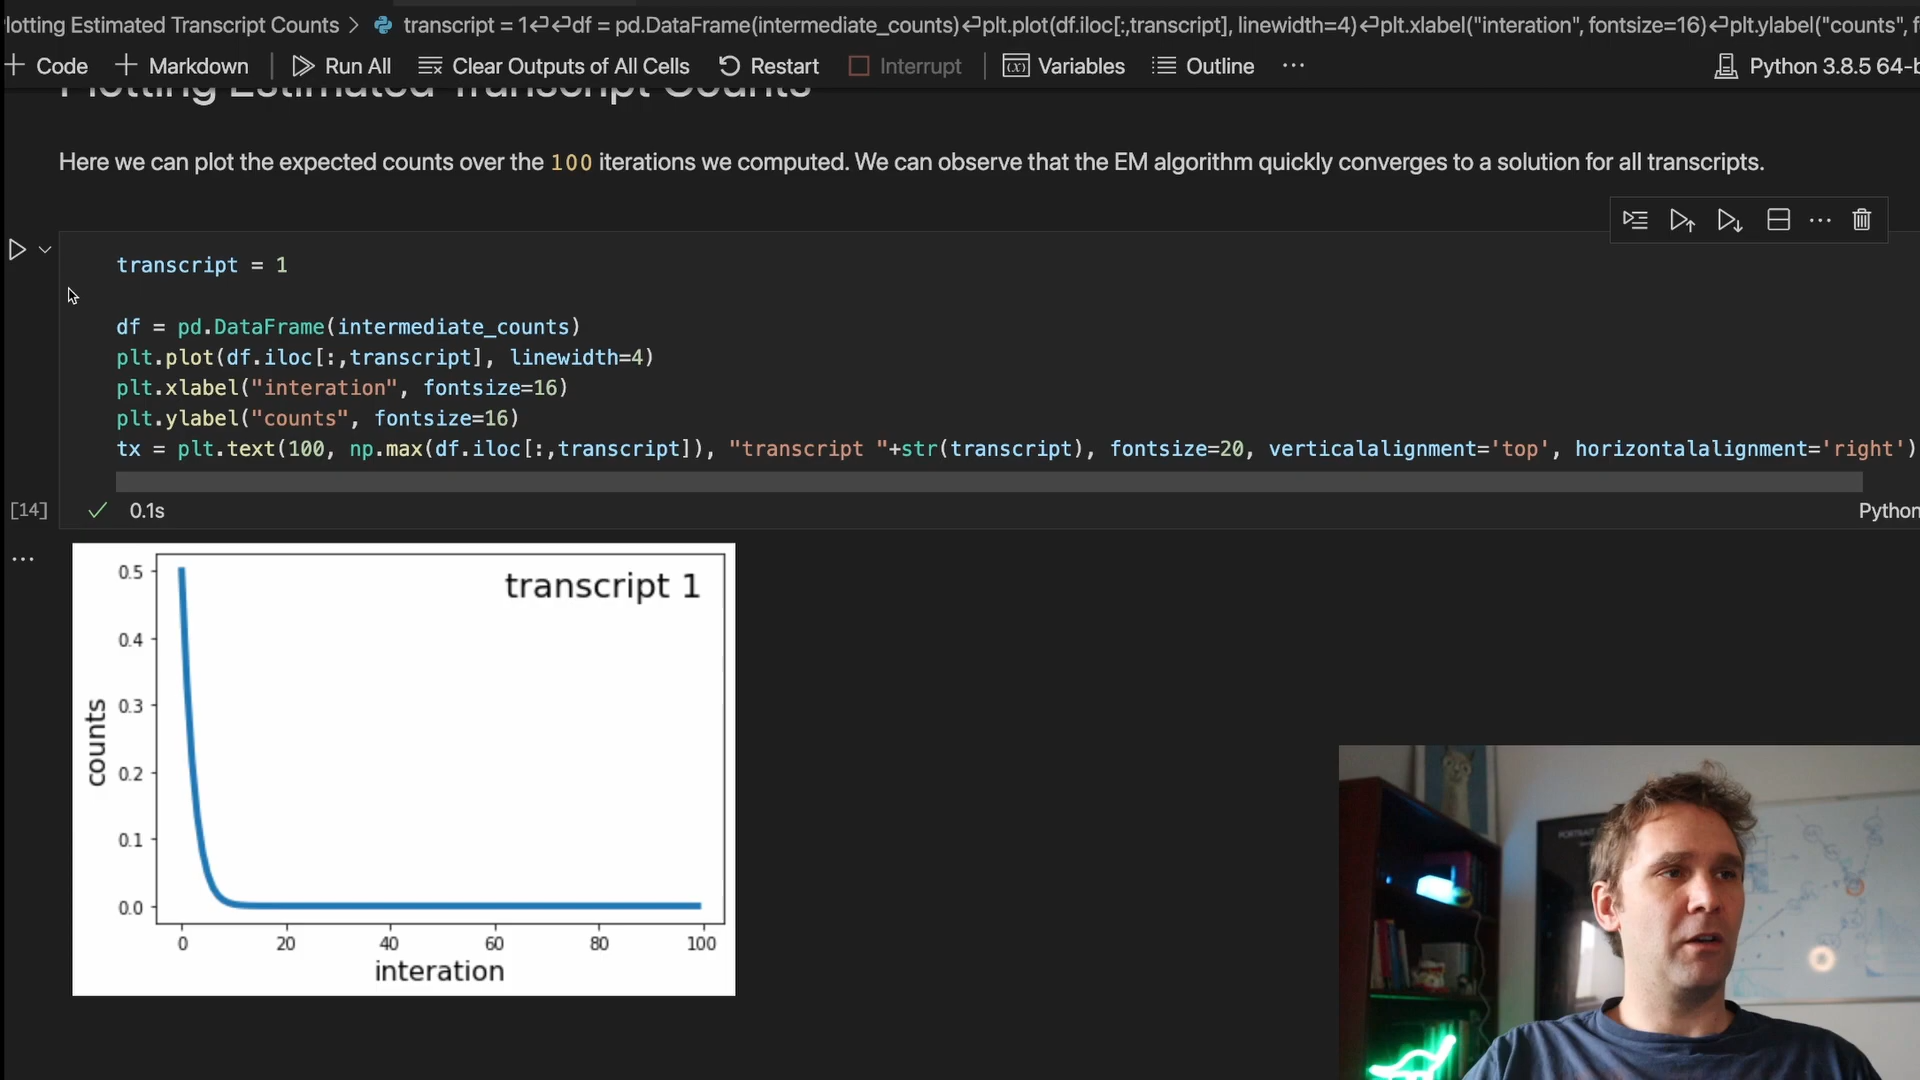 lotting Estimated Transcript Counts > transcript = 1↵↵df = pd.DataFrame(intermediate_counts)↵plt.plot(df.iloc[:,transcript], linewidth=4)↵plt.xlabel("interation", fontsize=16)↵plt.ylabel("counts", f
+ Code + Markdown Run All Clear Outputs of All Cells Restart Interrupt Variables Outline ··· Python 3.8.5 64-b
Plotting Estimated Transcript Counts
Here we can plot the expected counts over the 100 iterations we computed. We can observe that the EM algorithm quickly converges to a solution for all transcripts.
transcript = 1
df = pd.DataFrame(intermediate_counts)
plt.plot(df.iloc[:,transcript], linewidth=4)
plt.xlabel("interation", fontsize=16)
plt.ylabel("counts", fontsize=16)
tx = plt.text(100, np.max(df.iloc[:,transcript]), "transcript "+str(transcript), fontsize=20, verticalalignment='top', horizontalalignment='right')
[14] 0.1s Python
transcript 1
counts
0.5
0.4
0.3
0.2
0.1
0.0
0 20 40 60 80 100
interation
PORTRAIT